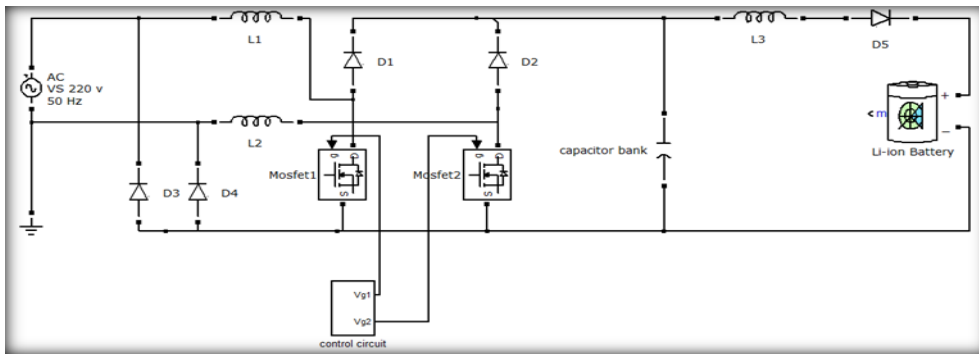 L1
L3
D5
D1
D2
AC
VS 220 v
50 Hz
+
< m
−
L2
Li-ion Battery
capacitor bank
g
D
Mosfet1
S
g
D
Mosfet2
S
D3
D4
Vg1
Vg2
control circuit